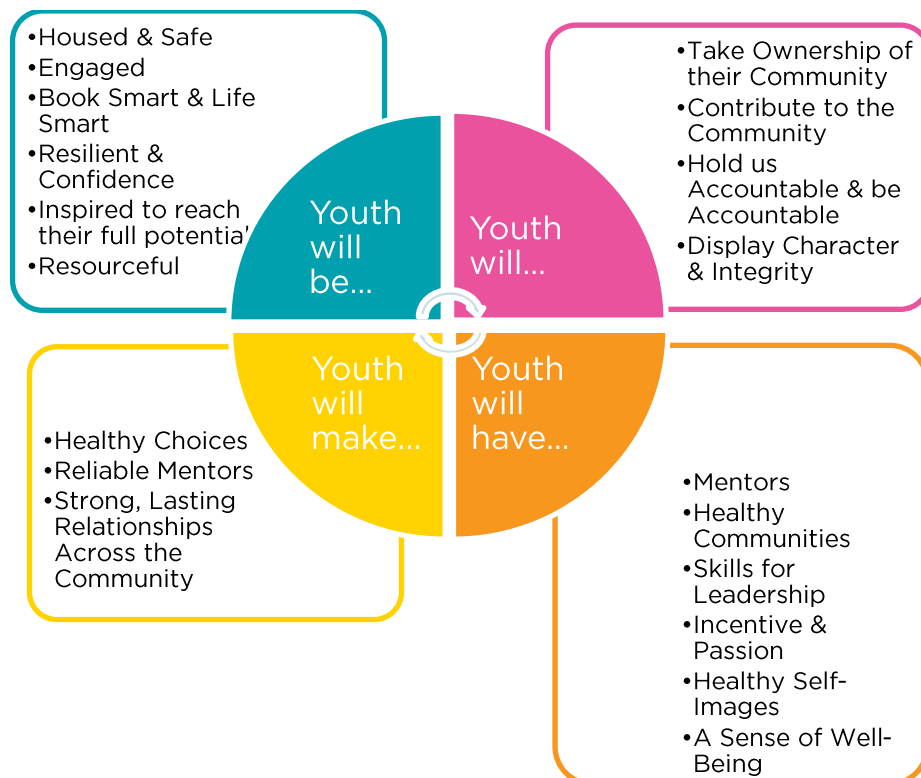 •Housed & Safe
•Engaged
•Book Smart & Life
Smart
•Resilient &
Confidence
•Inspired to reach
their full potential
•Resourceful
Youth
will
be...
•Take Ownership of
their Community
•Contribute to the
Community
•Hold us
Accountable & be
Accountable
•Display Character
& Integrity
Youth
will...
•Healthy Choices
•Reliable Mentors
•Strong, Lasting
Relationships
Across the
Community
Youth
will
make...
Youth
will
have...
•Mentors
•Healthy
Communities
•Skills for
Leadership
•Incentive &
Passion
•Healthy Self-
Images
•A Sense of Well-
Being